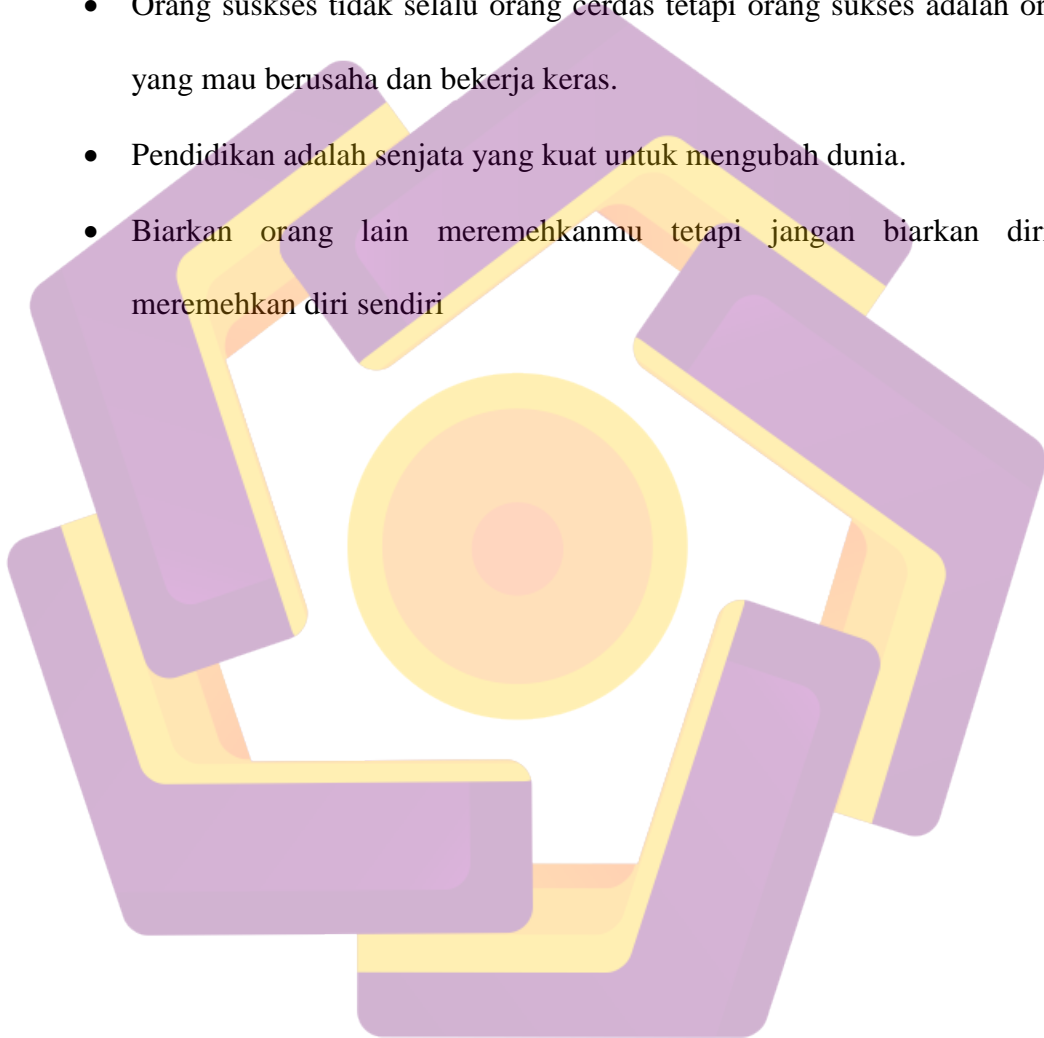 • Orang suskses tidak selalu orang cerdas tetapi orang sukses adalah
yang mau berusaha dan bekerja keras.
• Pendidikan adalah senjata yang kuat untuk mengubah dunia.
• Biarkan orang lain meremehkanmu tetapi jangan biarkan
meremehkan diri sendiri